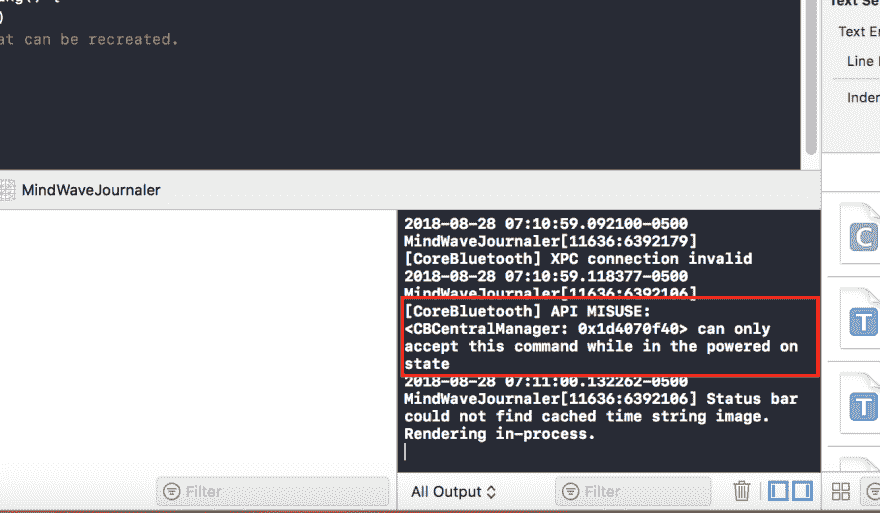 )
at can be recreated.
Text Se
Text En
Line
Inden
MindWaveJournaler
2018-08-28 07:10:59.092100-0500
MindWaveJournaler[11636:6392179]
[CoreBluetooth] XPC connection invalid
2018-08-28 07:10:59.118377-0500
MindWaveJournaler[11636:6392106]
[CoreBluetooth] API MISUSE:
<CBCentralManager: 0x1d4070f40> can only
accept this command while in the powered on
state
2018-08-28 07:11:00.132262-0500
MindWaveJournaler[11636:6392106] Status bar
could not find cached time string image.
Rendering in-process.
C
T
T
Filter
All Output
Filter